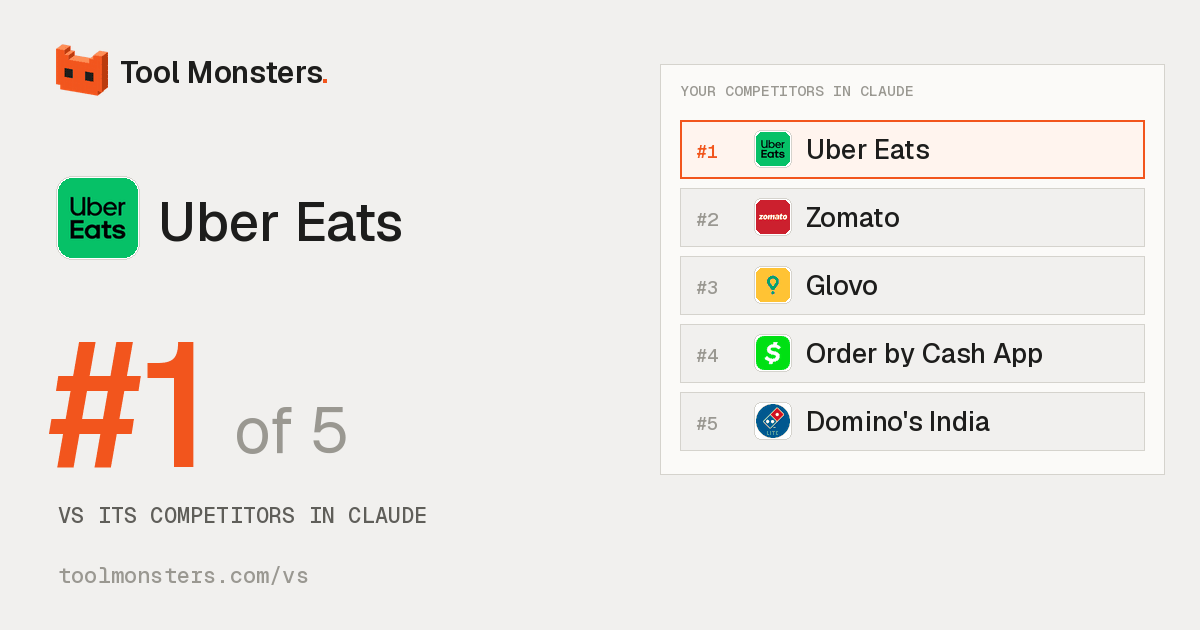 Tool Monsters.
Uber
Eats
Uber Eats
#1 of 5
VS ITS COMPETITORS IN CLAUDE
toolmonsters.com/vs
YOUR COMPETITORS IN CLAUDE
#1 Uber Eats Uber Eats
#2 zomato Zomato
#3 Glovo
#4 $ Order by Cash App
#5 LITE Domino's India